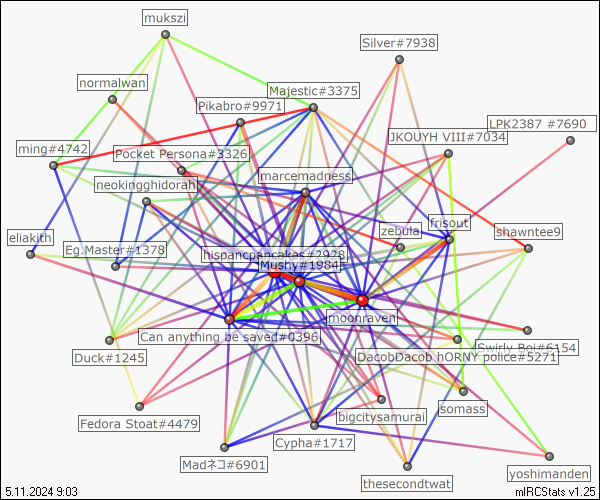 mukszi
Silver#7938
normalwan
Majestic#3375
Pikabro#9971
LPK2387 #7690
JKOUYH VIII#7034
ming#4742
Pocket Persona#3326
marcemadness
neokingghidorah
frisout
zebula
shawntee9
eliakith
Eg.Master#1378
hispancpancakes#2928
Mushy#1984
moonraven
Can anything be saved#0396
Swirly Boi#6154
Duck#1245
DacobDacob hORNY police#5271
somass
bigcitysamurai
Fedora Stoat#4479
Cypha#1717
Madネコ#6901
thesecondtwat
yoshimanden
5.11.2024 9:03
mIRCStats v1.25